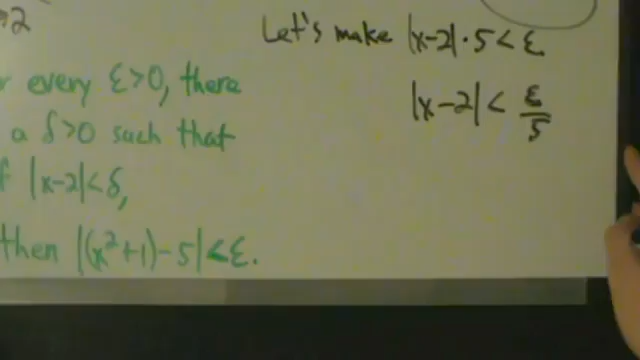 →2
every ε>0, there
a δ>0 such that
|x-2|<δ,
then |(x²+1)-5|<ε.
Let's make |x-2|·5<ε
|x-2|<ε/5